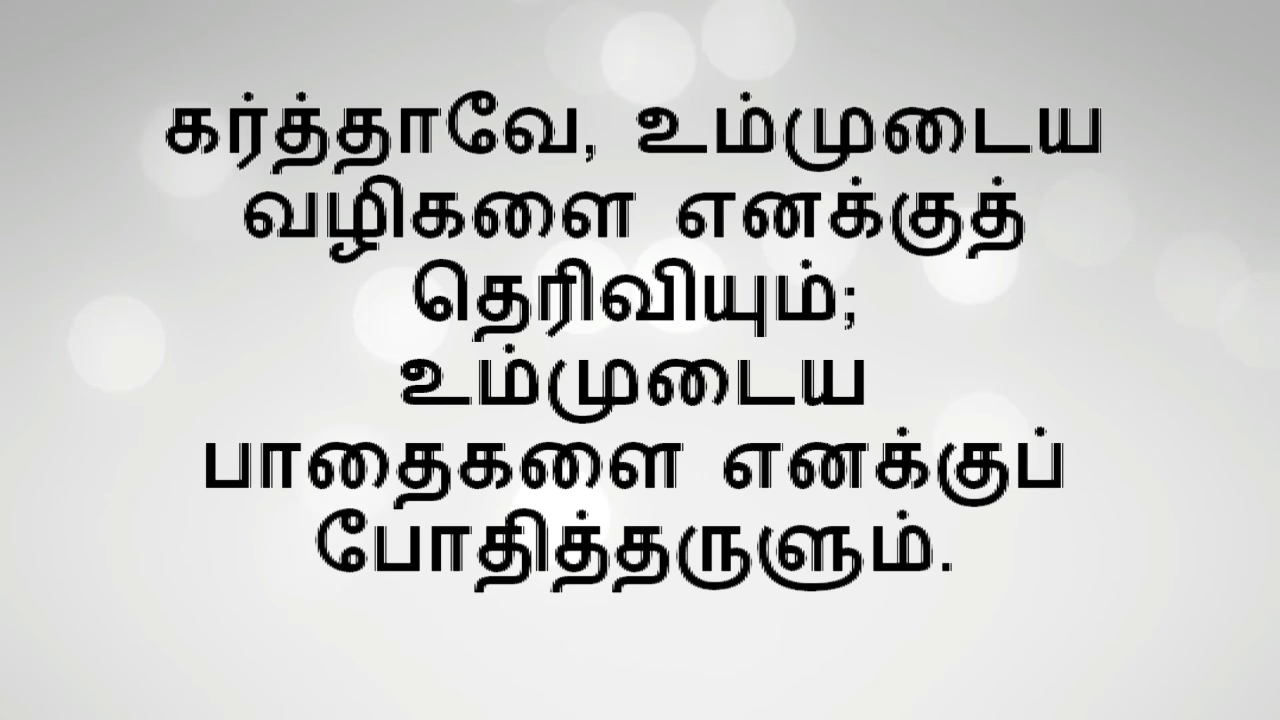 கர்த்தாவே, உம்முடைய
வழிகளை எனக்குத்
தெரிவியும்;
உம்முடைய
பாதைகளை எனக்குப்
போதித்தருளும்.